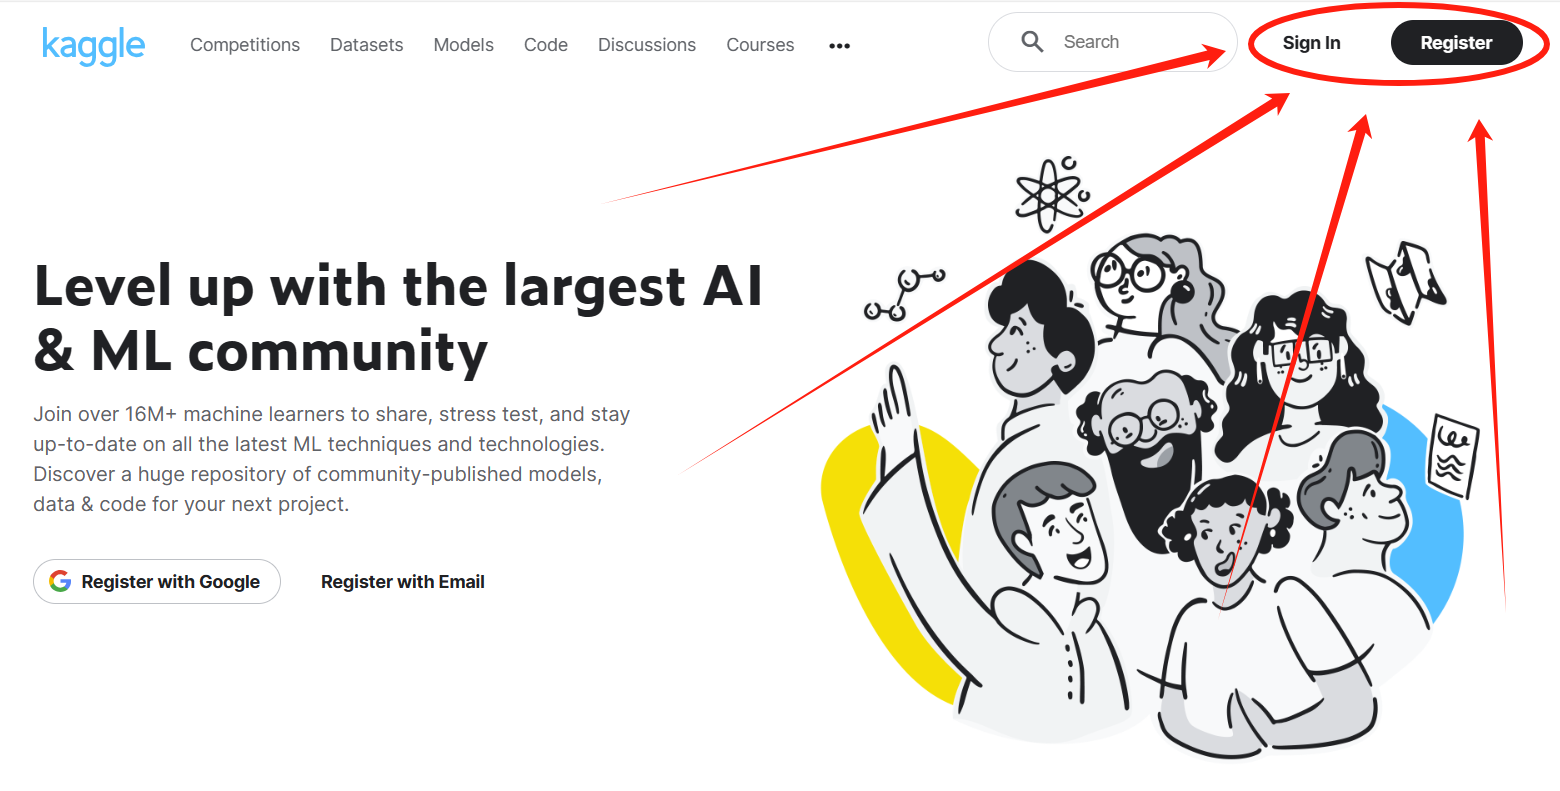 kaggle Competitions Datasets Models Code Discussions Courses ••• Search Sign In Register
Level up with the largest AI
& ML community
Join over 16M+ machine learners to share, stress test, and stay
up-to-date on all the latest ML techniques and technologies.
Discover a huge repository of community-published models,
data & code for your next project.
Register with Google Register with Email